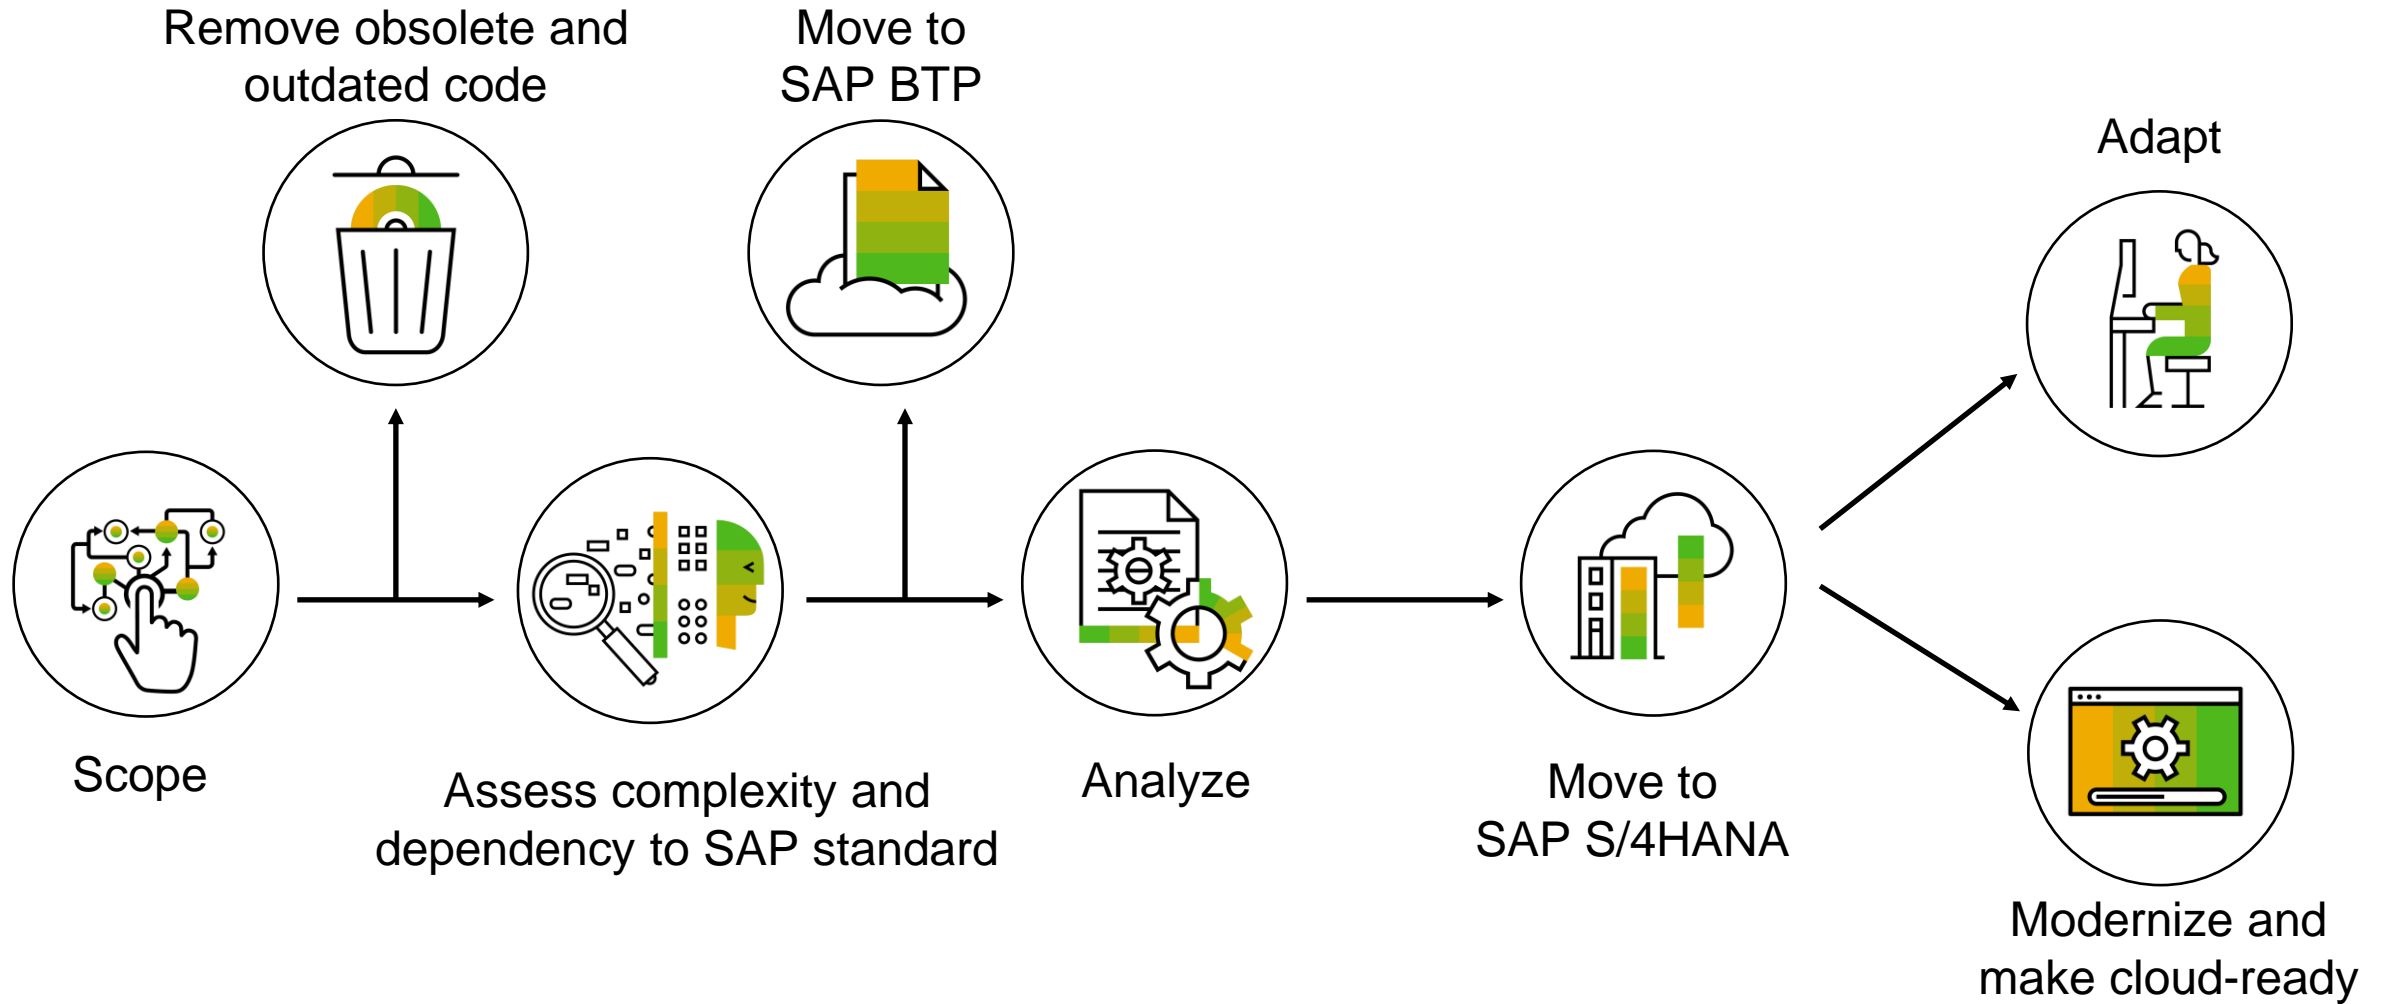 Remove obsolete and
outdated code
Move to
SAP BTP
Adapt
Scope
Assess complexity and
dependency to SAP standard
Analyze
Move to
SAP S/4HANA
Modernize and
make cloud-ready